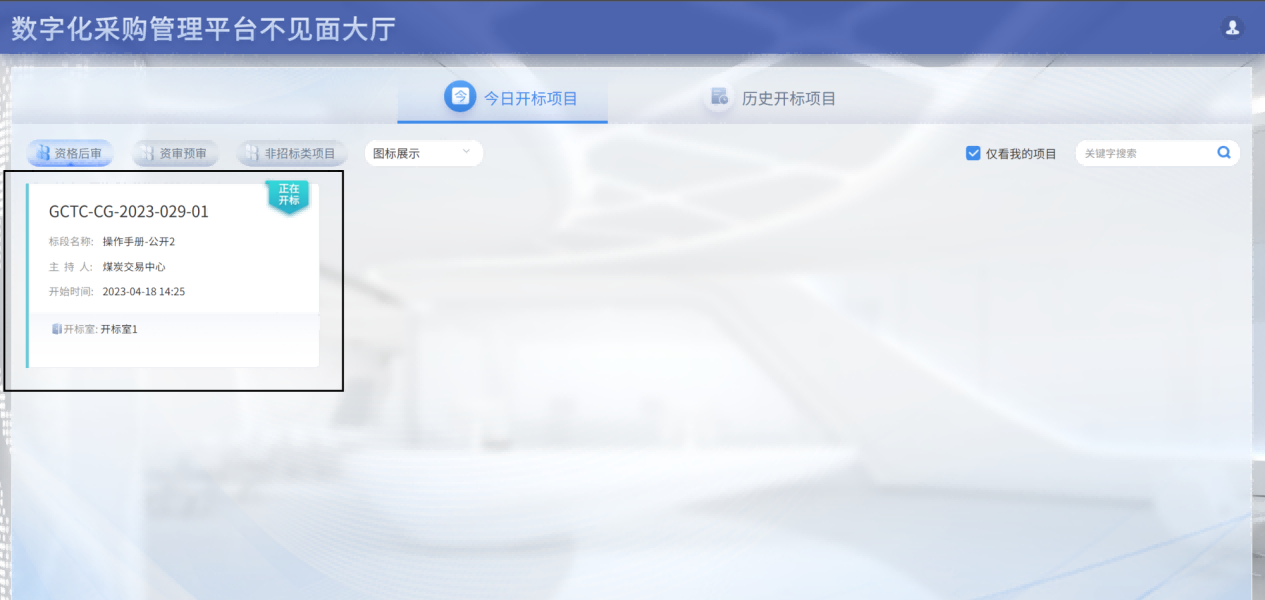 数字化采购管理平台不见面大厅
今 今日开标项目
历史开标项目
资格后审
资审预审
非招标类项目
图标展示
仅看我的项目
关键字搜索
正在
开标
GCTC-CG-2023-029-01
标段名称: 操作手册-公开2
主 持 人: 煤炭交易中心
开始时间: 2023-04-18 14:25
开标室: 开标室1